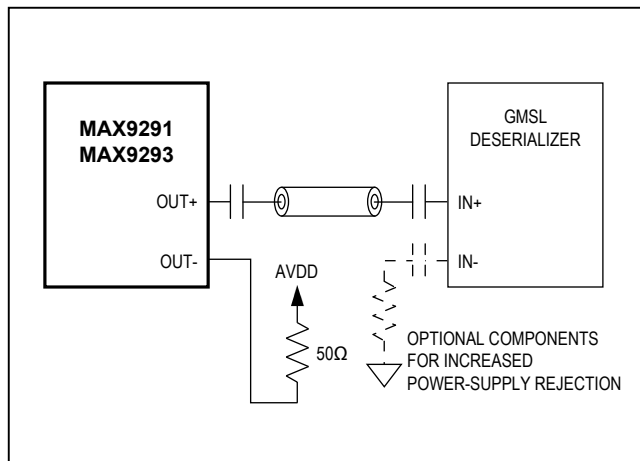 MAX9291
MAX9293
OUT+
OUT-
AVDD
50Ω
GMSL
DESERIALIZER
IN+
IN-
OPTIONAL COMPONENTS
FOR INCREASED
POWER-SUPPLY REJECTION